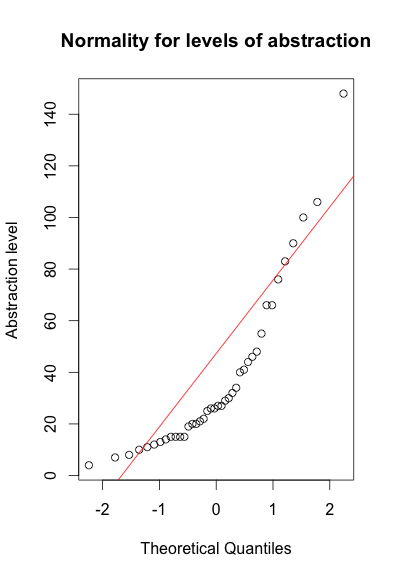 Normality for levels of abstraction
140
120
100
80
60
40
20
0
Abstraction level
-2 -1 0 1 2
Theoretical Quantiles